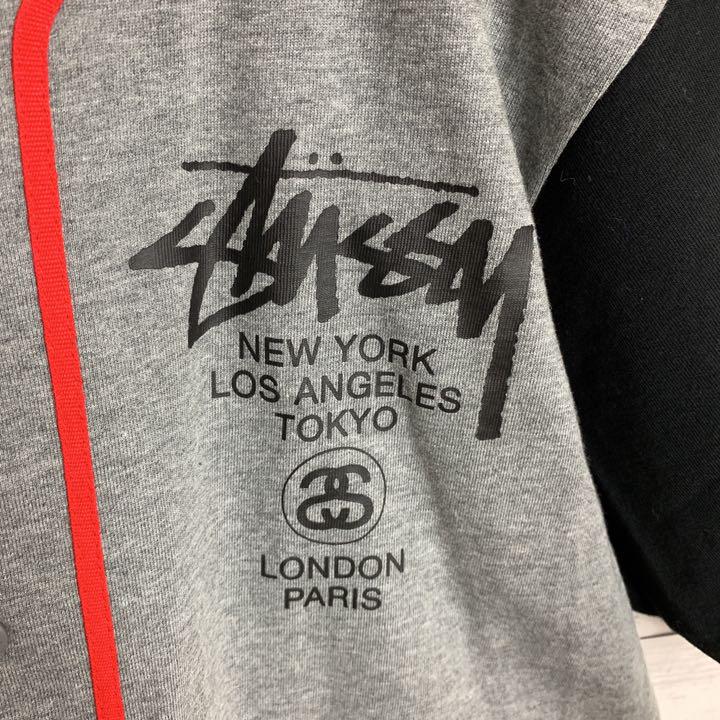 Stüssy
NEW YORK
LOS ANGELES
TOKYO
SS
LONDON
PARIS